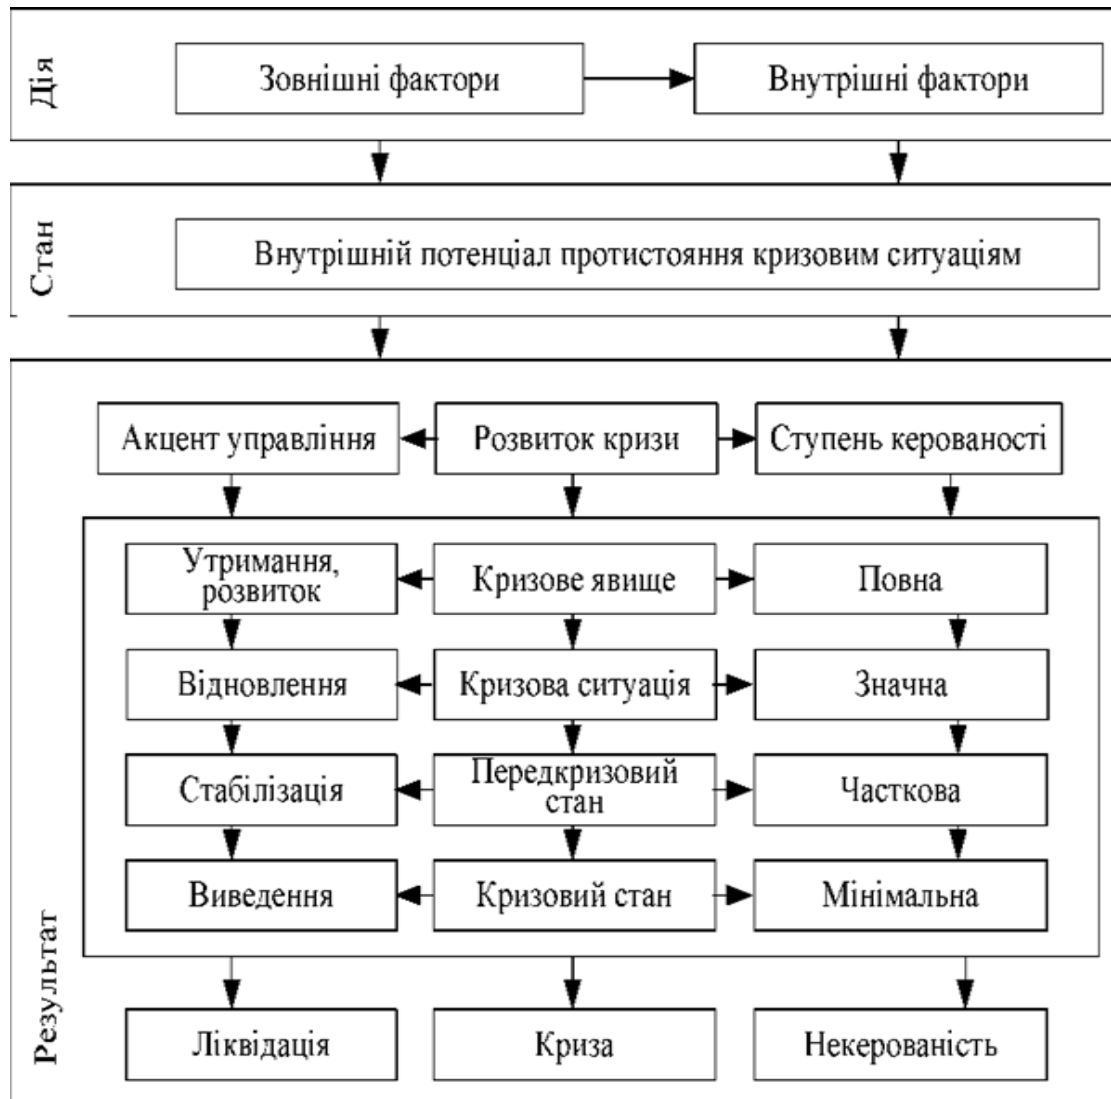 Дія
Зовнішні фактори
Внутрішні фактори
Стан
Внутрішній потенціал протистояння кризовим ситуаціям
Результат
Акцент управління
Розвиток кризи
Ступень керованості
Утримання,
розвиток
Кризове явище
Повна
Відновлення
Кризова ситуація
Значна
Стабілізація
Передкризовий
стан
Часткова
Виведення
Кризовий стан
Мінімальна
Ліквідація
Криза
Некерованість